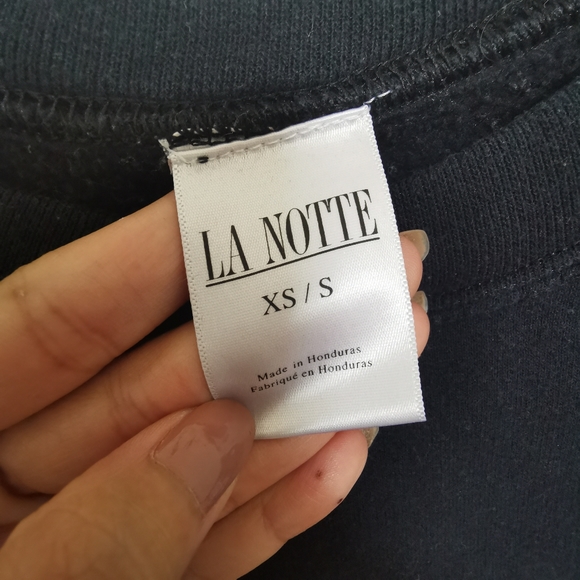 LA NOTTE
XS / S
Made in Honduras
Fabriqué en Honduras